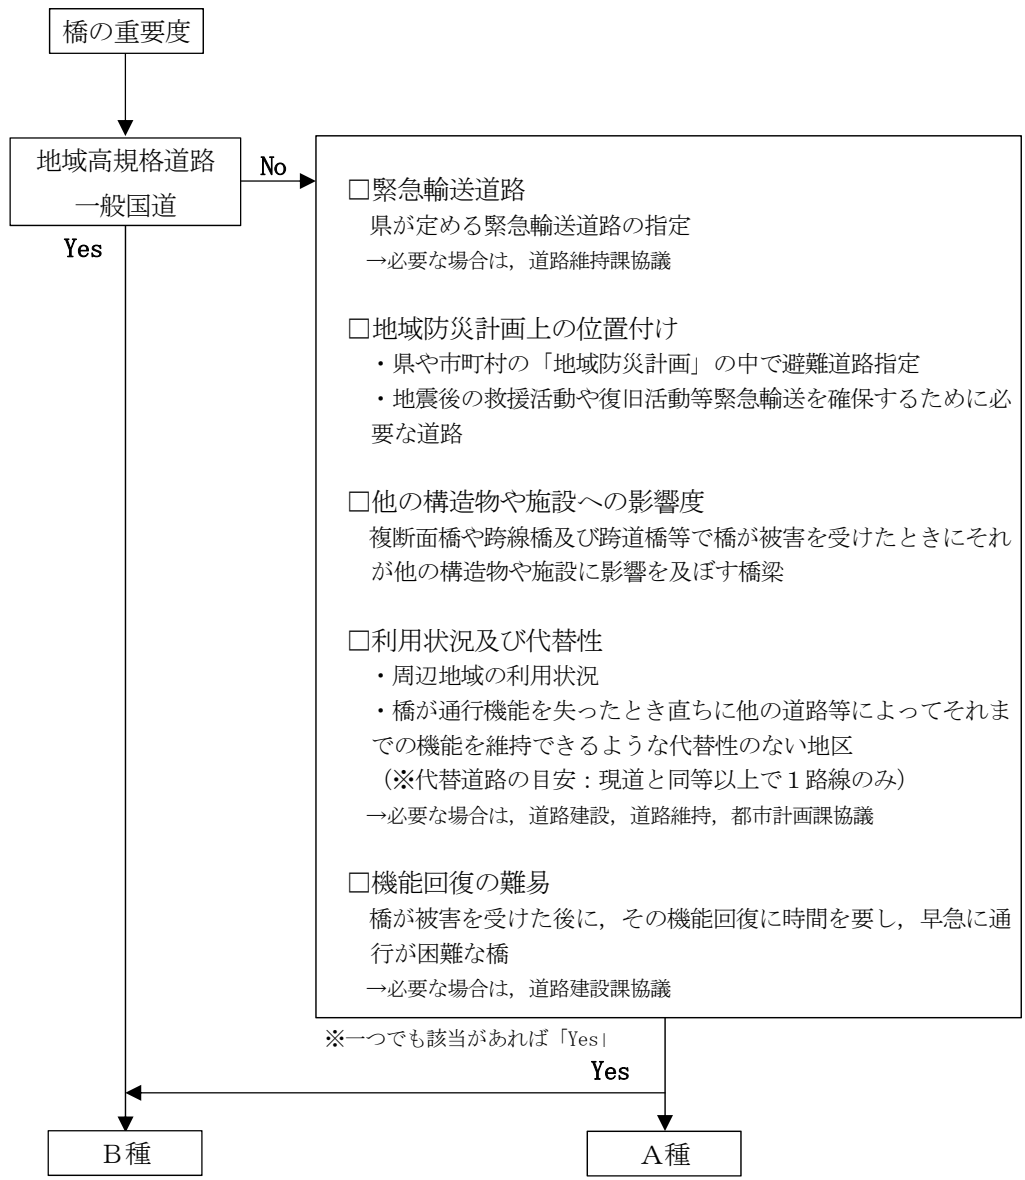 橋の重要度
地域高規格道路
一般国道
No
Yes
□緊急輸送道路
県が定める緊急輸送道路の指定
→必要な場合は，道路維持課協議
□地域防災計画上の位置付け
・県や市町村の「地域防災計画」の中で避難道路指定
・地震後の救援活動や復旧活動等緊急輸送を確保するために必
要な道路
□他の構造物や施設への影響度
複断面橋や跨線橋及び跨道橋等で橋が被害を受けたときにそれ
が他の構造物や施設に影響を及ぼす橋梁
□利用状況及び代替性
・周辺地域の利用状況
・橋が通行機能を失ったとき直ちに他の道路等によってそれま
での機能を維持できるような代替性のない地区
（※代替道路の目安：現道と同等以上で１路線のみ）
→必要な場合は，道路建設，道路維持，都市計画課協議
□機能回復の難易
橋が被害を受けた後に，その機能回復に時間を要し，早急に通
行が困難な橋
→必要な場合は，道路建設課協議
※一つでも該当があれば「Yes」
Yes
Ｂ種
Ａ種